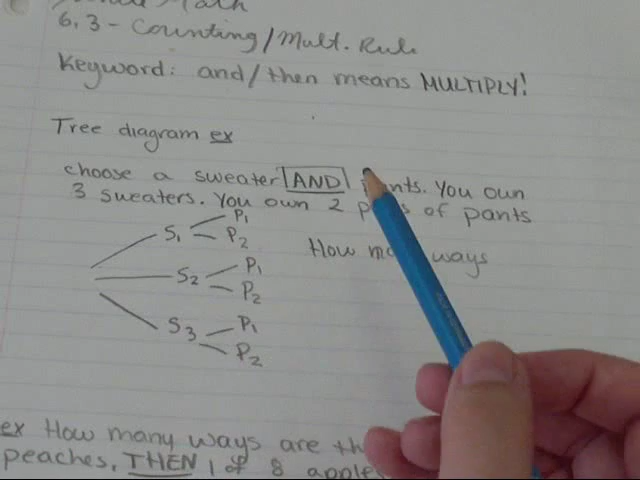 Math
6.3 - Counting/Mult. Rule
Keyword: and/then means MULTIPLY!
Tree diagram ex
choose a sweater AND pants. You own
3 sweaters. You own 2 of pants
How ways
S1 P1
P2
S2 P1
P2
S3 P1
P2
ex How many ways are
peaches, THEN 1 of 8